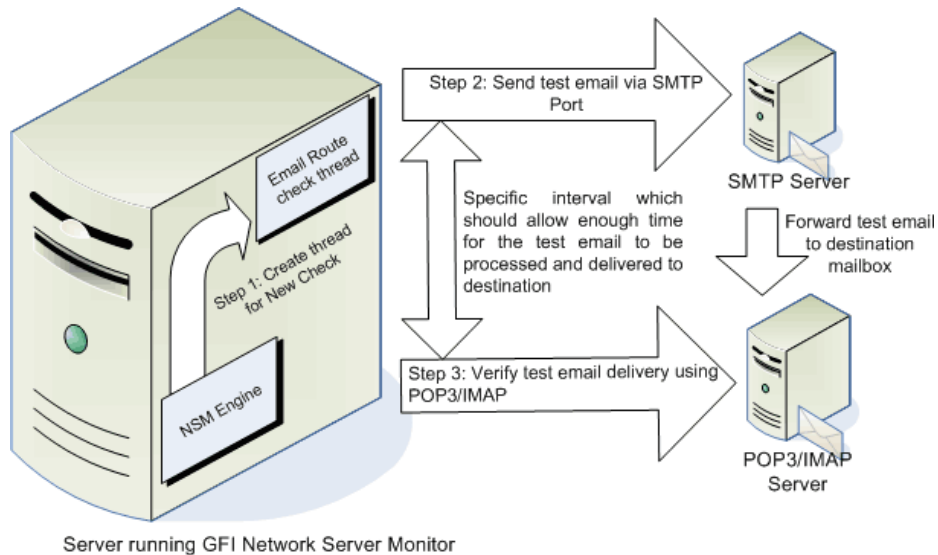 Email Route
check thread
Step 1: Create thread
for New Check
NSM Engine
Step 2: Send test email via SMTP
Port
SMTP Server
Specific interval which
should allow enough time
for the test email to be
processed and delivered to
destination
Forward test email
to destination
mailbox
Step 3: Verify test email delivery using
POP3/IMAP
POP3/IMAP
Server
Server running GFI Network Server Monitor